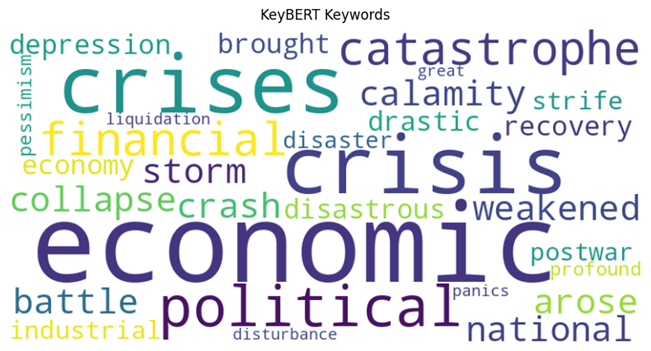 KeyBERT Keywords
depression brought catastrophe
pessimism crises great calamity strife
liquidation drastic recovery
financial disaster
economy storm crisis
collapse crash disastrous weakened
economic postwar
profound
battle political panics arose
industrial disturbance national